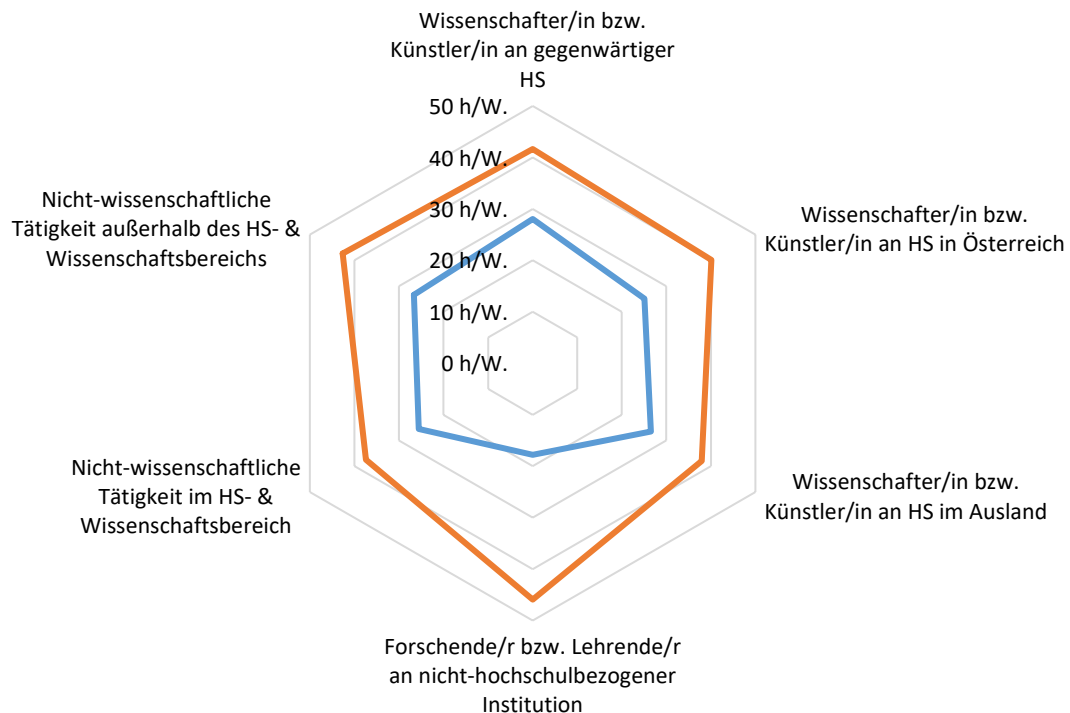 Wissenschafter/in bzw.
Künstler/in an gegenwärtiger
HS
50 h/W.
40 h/W.
30 h/W.
20 h/W.
10 h/W.
0 h/W.
Wissenschafter/in bzw.
Künstler/in an HS in Österreich
Wissenschafter/in bzw.
Künstler/in an HS im Ausland
Forschende/r bzw. Lehrende/r
an nicht-hochschulbezogener
Institution
Nicht-wissenschaftliche
Tätigkeit im HS- &
Wissenschaftsbereich
Nicht-wissenschaftliche
Tätigkeit außerhalb des HS- &
Wissenschaftsbereichs